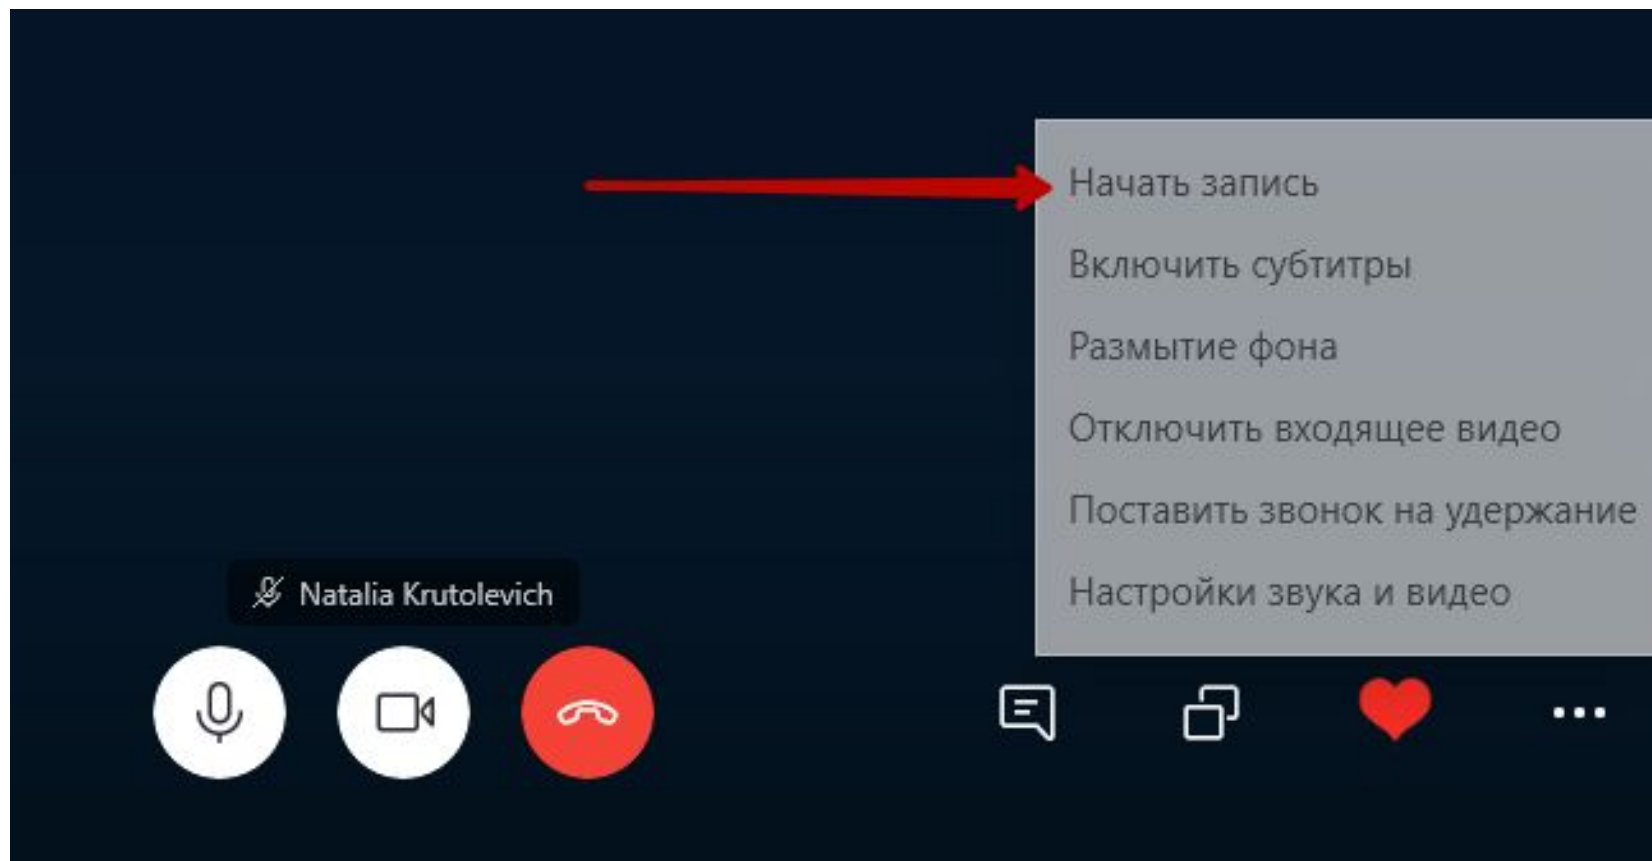 Начать запись
Включить субтитры
Размытие фона
Отключить входящее видео
Поставить звонок на удержание
Настройки звука и видео
Natalia Krutolevich